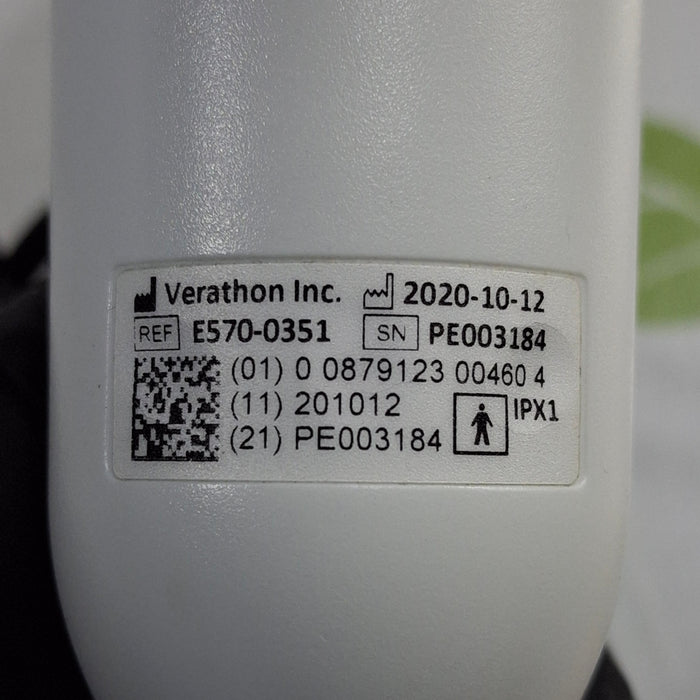 Verathon Inc. 2020-10-12
REF E570-0351 SN PE003184
(01) 0 0879123 00460 4
(11) 201012
IPX1
(21) PE003184